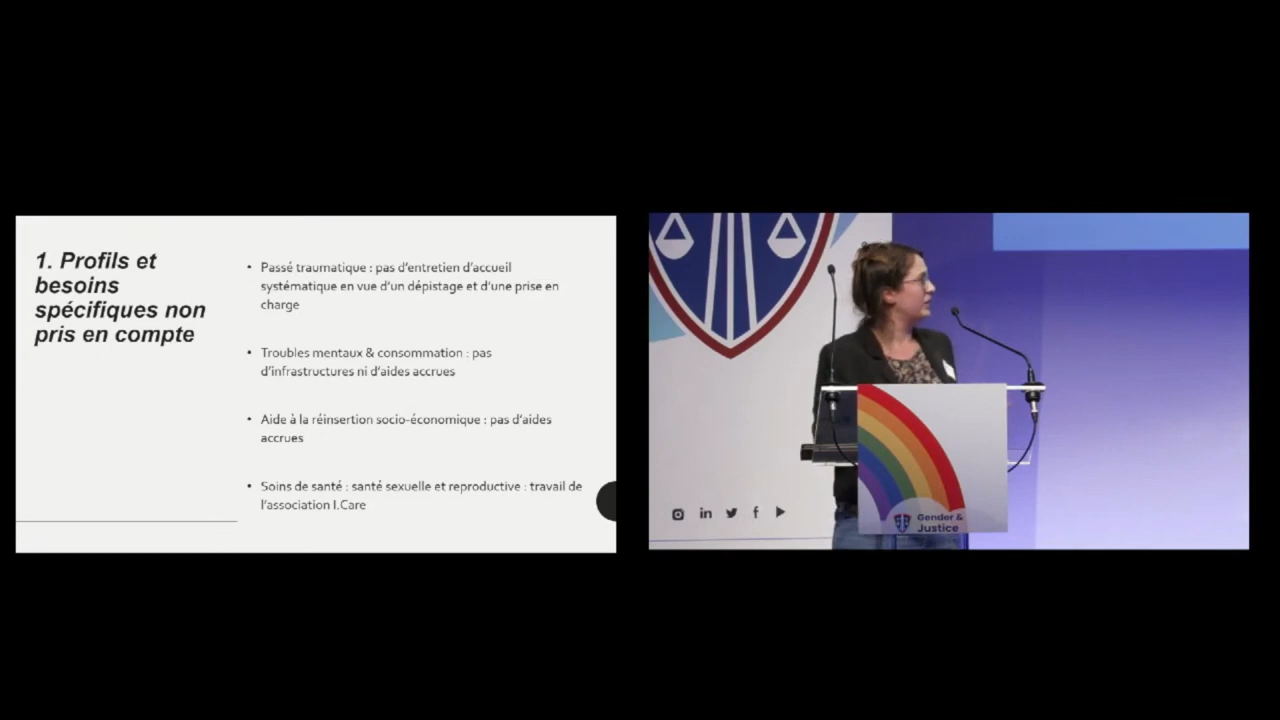 1. Profils et
besoins
spécifiques non
pris en compte
• Passé traumatique : pas d'entretien d'accueil
systématique en vue d'un dépistage et d'une prise en
charge
• Troubles mentaux & consommation : pas
d'infrastructures ni d'aides accrues
• Aide à la réinsertion socio-économique : pas d'aides
accrues
• Soins de santé : santé sexuelle et reproductive : travail de
l'association I.Care
Gender &
Justice